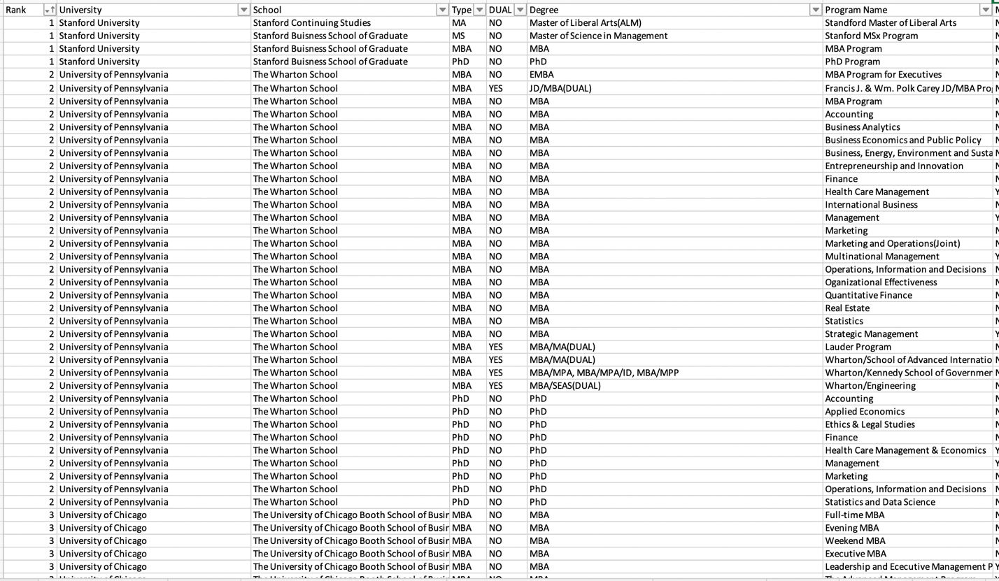 Rank University School Type DUAL Degree Program Name
1 Stanford University Stanford Continuing Studies MA NO Master of Liberal Arts(ALM) Standford Master of Liberal Arts
1 Stanford University Stanford Buisness School of Graduate MS NO Master of Science in Management Stanford MSx Program
1 Stanford University Stanford Buisness School of Graduate MBA NO MBA MBA Program
1 Stanford University Stanford Buisness School of Graduate PhD NO PhD PhD Program
2 University of Pennsylvania The Wharton School MBA NO EMBA MBA Program for Executives
2 University of Pennsylvania The Wharton School MBA YES JD/MBA(DUAL) Francis J. & Wm. Polk Carey JD/MBA Pro
2 University of Pennsylvania The Wharton School MBA NO MBA MBA Program
2 University of Pennsylvania The Wharton School MBA NO MBA Accounting
2 University of Pennsylvania The Wharton School MBA NO MBA Business Analytics
2 University of Pennsylvania The Wharton School MBA NO MBA Business Economics and Public Policy
2 University of Pennsylvania The Wharton School MBA NO MBA Business, Energy, Environment and Susta
2 University of Pennsylvania The Wharton School MBA NO MBA Entrepreneurship and Innovation
2 University of Pennsylvania The Wharton School MBA NO MBA Finance
2 University of Pennsylvania The Wharton School MBA NO MBA Health Care Management
2 University of Pennsylvania The Wharton School MBA NO MBA International Business
2 University of Pennsylvania The Wharton School MBA NO MBA Management
2 University of Pennsylvania The Wharton School MBA NO MBA Marketing
2 University of Pennsylvania The Wharton School MBA NO MBA Marketing and Operations(Joint)
2 University of Pennsylvania The Wharton School MBA NO MBA Multinational Management
2 University of Pennsylvania The Wharton School MBA NO MBA Operations, Information and Decisions
2 University of Pennsylvania The Wharton School MBA NO MBA Oganizational Effectiveness
2 University of Pennsylvania The Wharton School MBA NO MBA Quantitative Finance
2 University of Pennsylvania The Wharton School MBA NO MBA Real Estate
2 University of Pennsylvania The Wharton School MBA NO MBA Statistics
2 University of Pennsylvania The Wharton School MBA NO MBA Strategic Management
2 University of Pennsylvania The Wharton School MBA YES MBA/MA(DUAL) Lauder Program
2 University of Pennsylvania The Wharton School MBA YES MBA/MA(DUAL) Wharton/School of Advanced Internatio
2 University of Pennsylvania The Wharton School MBA YES MBA/MPA, MBA/MPA/ID, MBA/MPP Wharton/Kennedy School of Governmer
2 University of Pennsylvania The Wharton School MBA YES MBA/SEAS(DUAL) Wharton/Engineering
2 University of Pennsylvania The Wharton School PhD NO PhD Accounting
2 University of Pennsylvania The Wharton School PhD NO PhD Applied Economics
2 University of Pennsylvania The Wharton School PhD NO PhD Ethics & Legal Studies
2 University of Pennsylvania The Wharton School PhD NO PhD Finance
2 University of Pennsylvania The Wharton School PhD NO PhD Health Care Management & Economics
2 University of Pennsylvania The Wharton School PhD NO PhD Management
2 University of Pennsylvania The Wharton School PhD NO PhD Marketing
2 University of Pennsylvania The Wharton School PhD NO PhD Operations, Information and Decisions
2 University of Pennsylvania The Wharton School PhD NO PhD Statistics and Data Science
3 University of Chicago The University of Chicago Booth School of Busir MBA NO MBA Full-time MBA
3 University of Chicago The University of Chicago Booth School of Busir MBA NO MBA Evening MBA
3 University of Chicago The University of Chicago Booth School of Busir MBA NO MBA Weekend MBA
3 University of Chicago The University of Chicago Booth School of Busir MBA NO MBA Executive MBA
3 University of Chicago The University of Chicago Booth School of Busir MBA NO MBA Leadership and Ececutive Management P